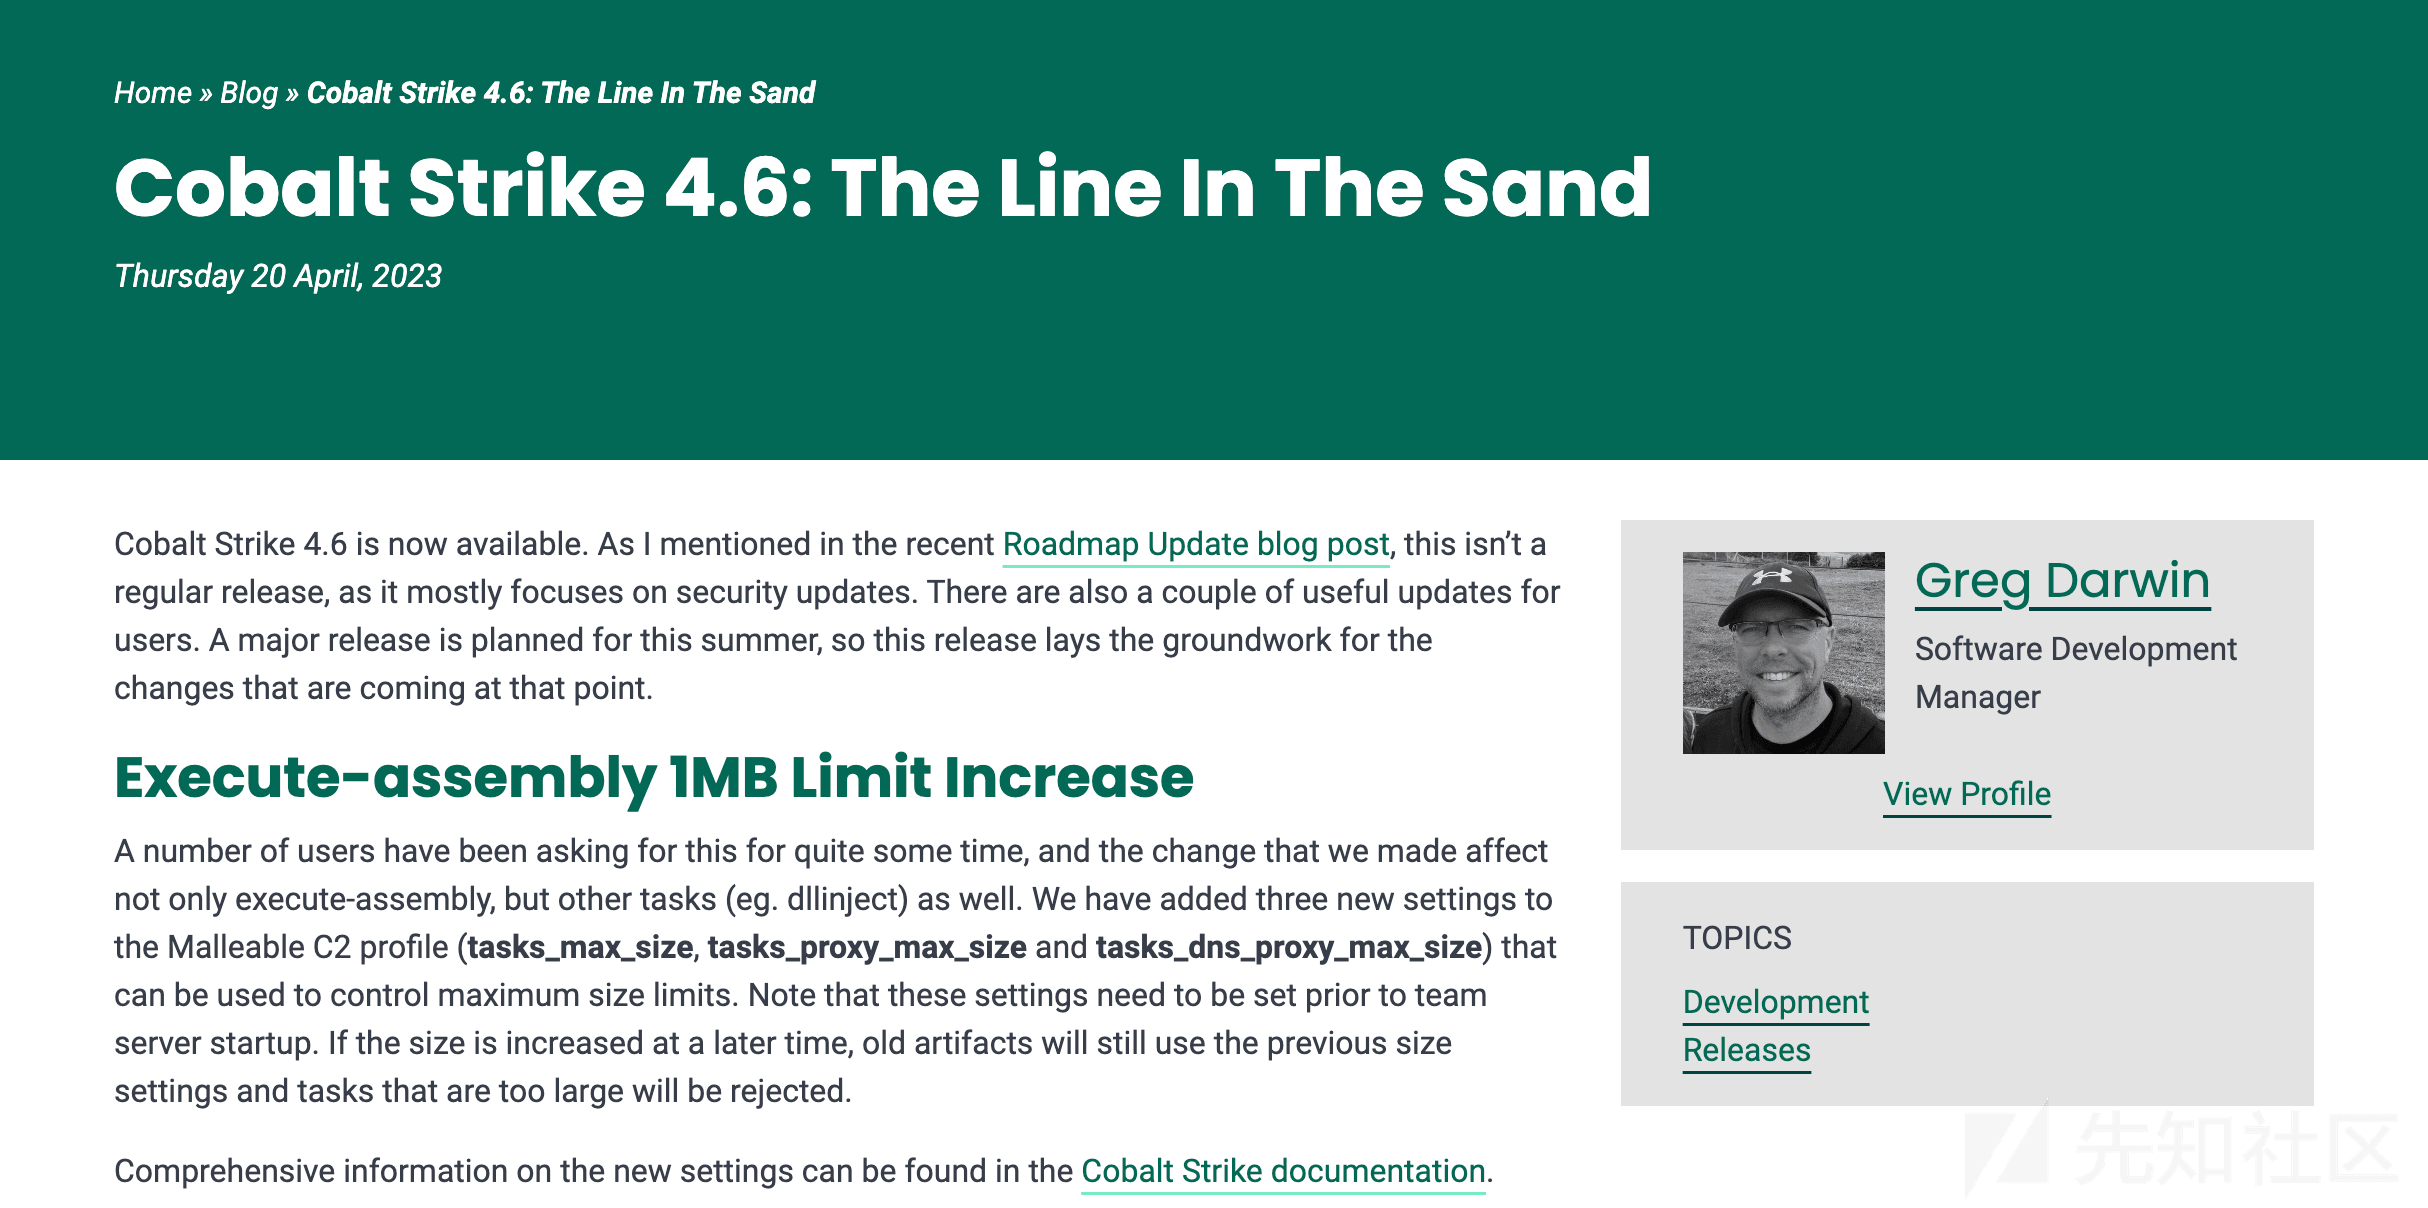 Home » Blog » Cobalt Strike 4.6: The Line In The Sand
Cobalt Strike 4.6: The Line In The Sand
Thursday 20 April, 2023
Cobalt Strike 4.6 is now available. As I mentioned in the recent Roadmap Update blog post, this isn’t a
regular release, as it mostly focuses on security updates. There are also a couple of useful updates for
users. A major release is planned for this summer, so this release lays the groundwork for the
changes that are coming at that point.
Execute-assembly 1MB Limit Increase
A number of users have been asking for this for quite some time, and the change that we made affect
not only execute-assembly, but other tasks (eg. dllinject) as well. We have added three new settings to
the Malleable C2 profile (tasks_max_size, tasks_proxy_max_size and tasks_dns_proxy_max_size) that
can be used to control maximum size limits. Note that these settings need to be set prior to team
server startup. If the size is increased at a later time, old artifacts will still use the previous size
settings and tasks that are too large will be rejected.
Comprehensive information on the new settings can be found in the Cobalt Strike documentation.
Greg Darwin
Software Development
Manager
View Profile
TOPICS
Development
Releases
先知社区